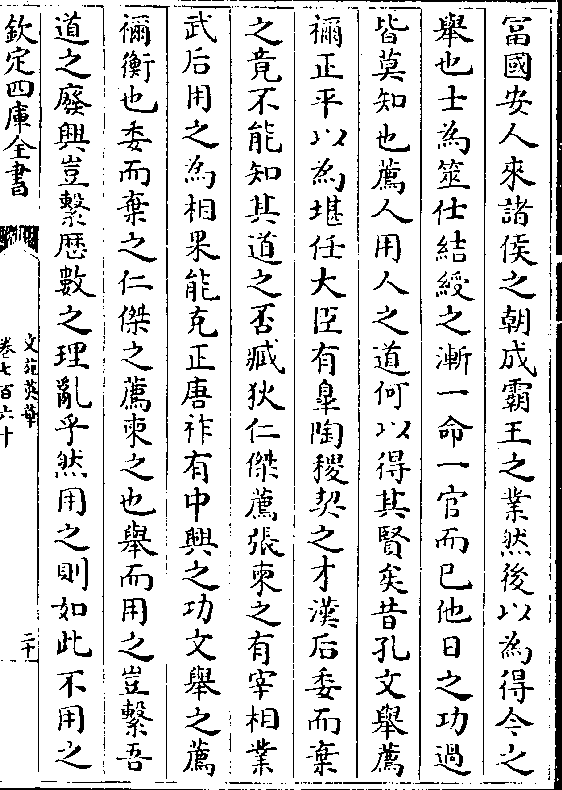 冨國安人來諸侯之朝成霸王之業然後以為得今之
舉也士為筮仕結綬之漸一命一官而已他日之功過
皆莫知也薦人用人之道何以得其賢矣昔孔文舉薦
禰正平以為堪任大臣有臯陶稷契之才漢后委而棄
之竟不能知其道之否臧狄仁傑薦張柬之有宰相業
武后用之為相果能克正唐祚有中興之功文舉之薦
禰衡也委而棄之仁傑之薦柬之也舉而用之豈繫吾
道之廢興豈繫歴數之理亂乎然用之則如此不用之
欽定四庫全書
文苑英華
卷七百六十
二十